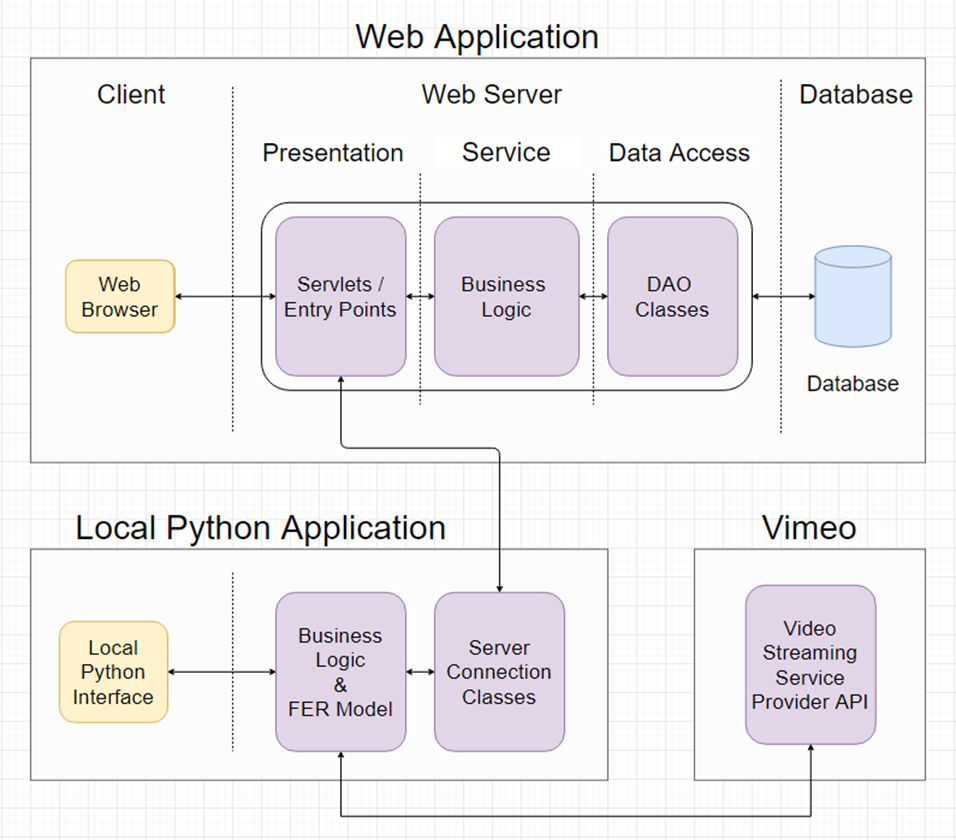 Web Application
Client
Web Server
Database
Presentation
Service
Data Access
Web
Browser
Servlets /
Entry Points
Business
Logic
DAO
Classes
Database
Local Python Application
Vimeo
Local
Python
Interface
Business
Logic
&
FER Model
Server
Connection
Classes
Video
Streaming
Service
Provider API